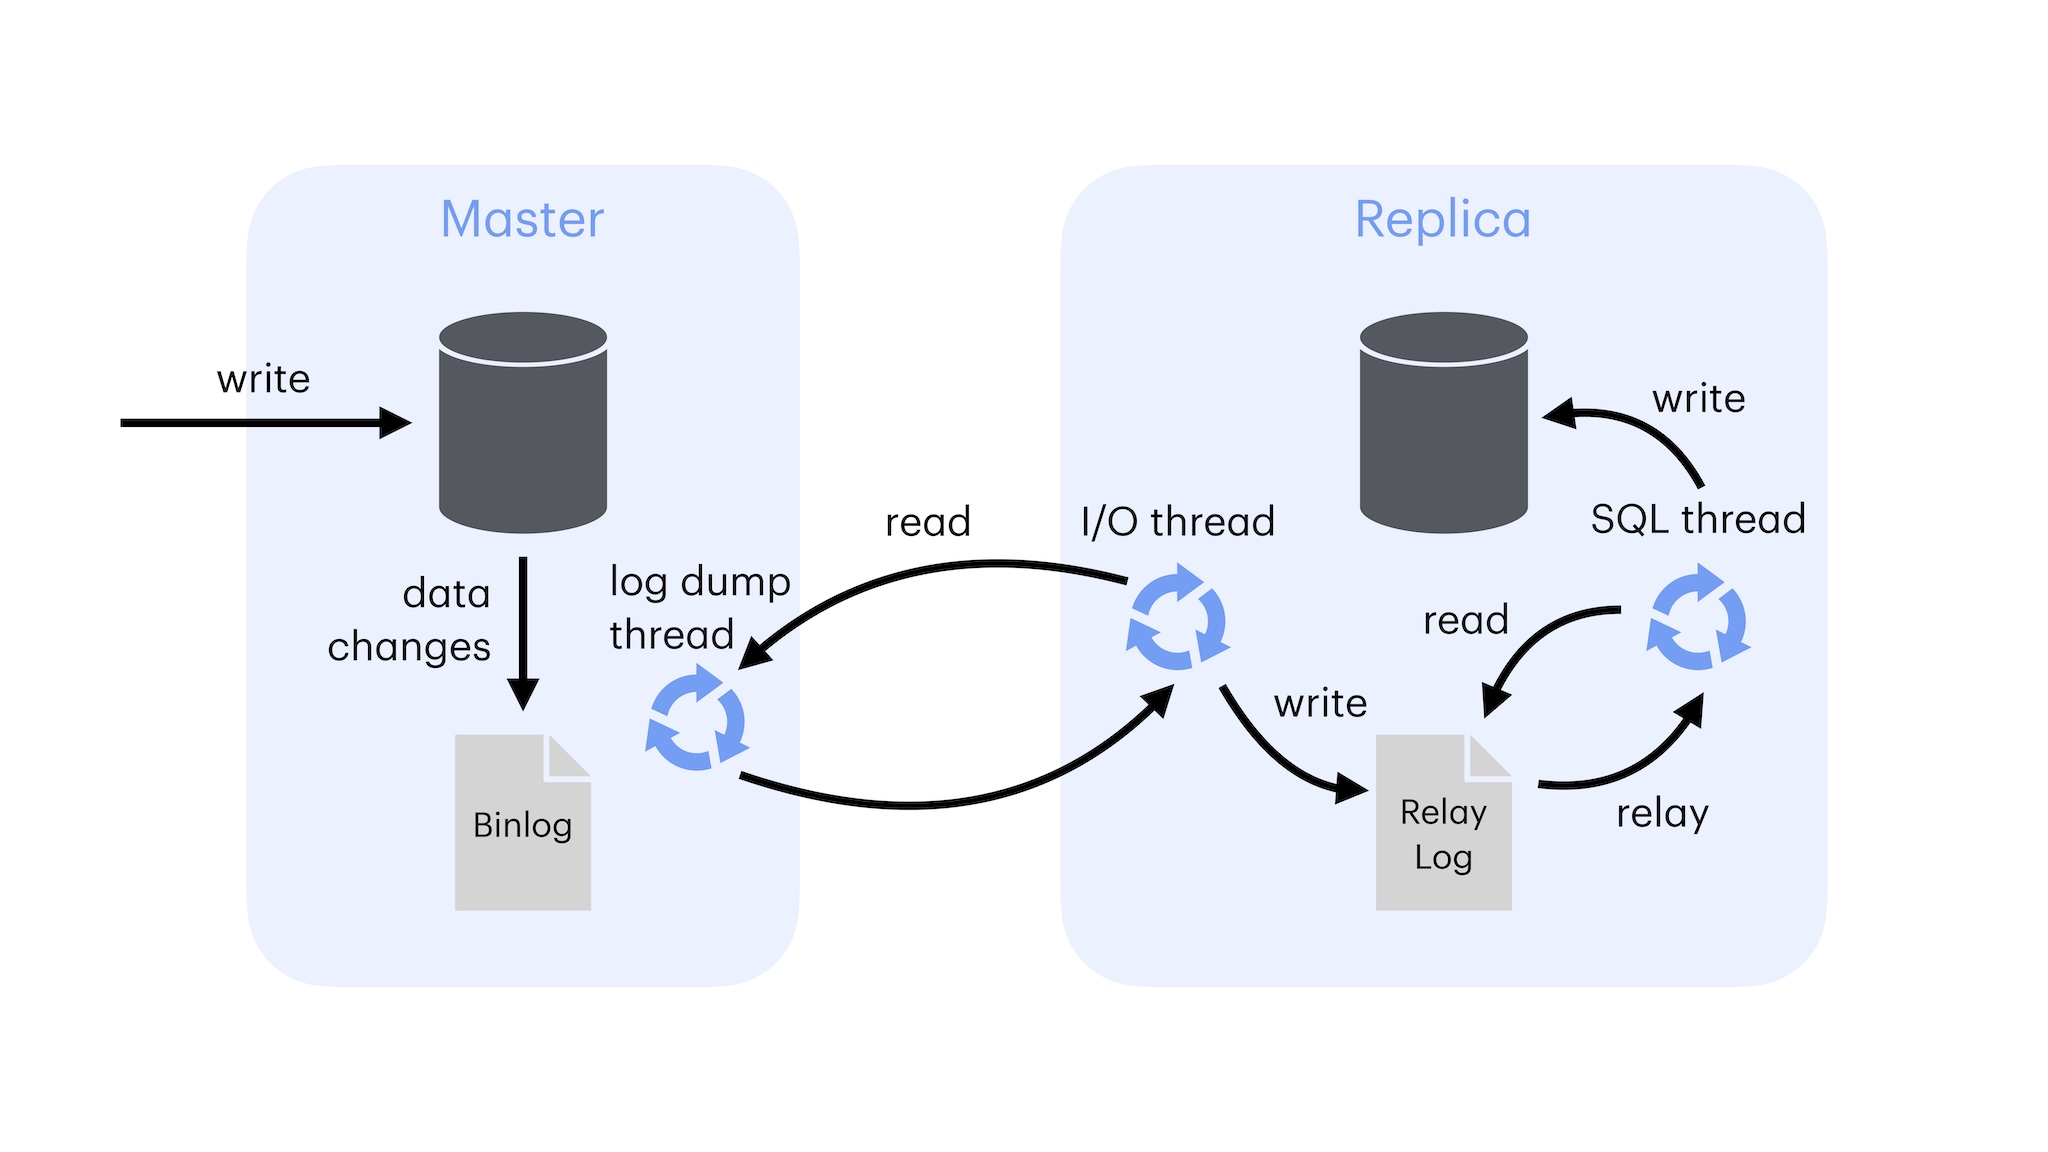 Master
write
data
changes
log dump
thread
Binlog
read
Replica
I/O thread
write
SQL thread
read
write
Relay
Log
relay